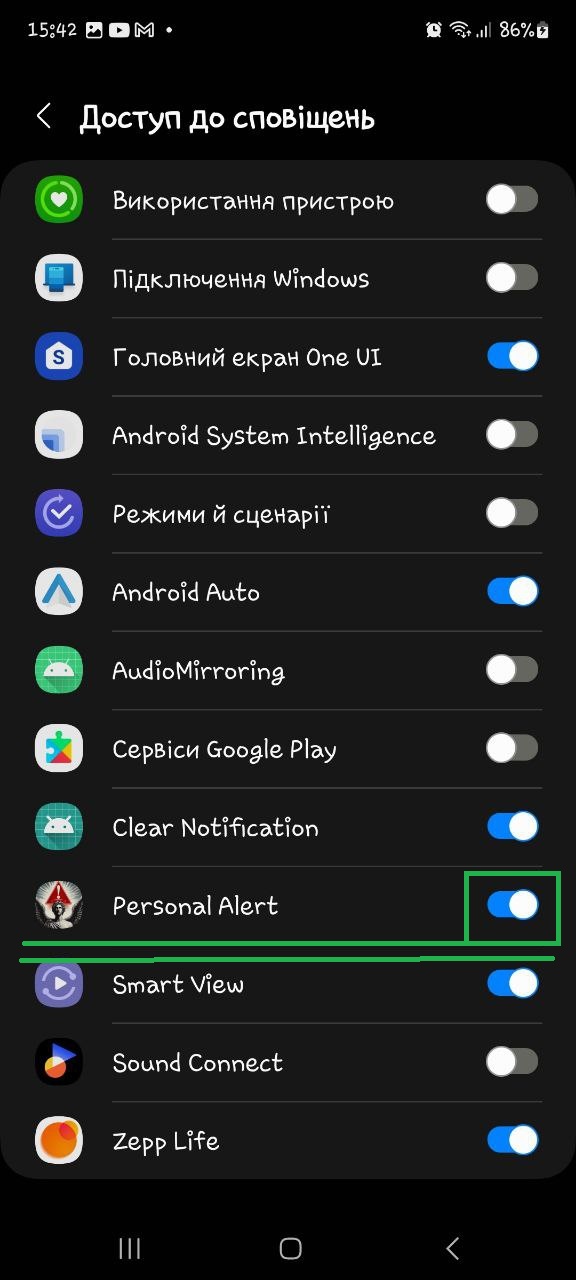 15:42
86%
Доступ до сповіщень
Використання пристрою
Підключення Windows
Головний екран One UI
Android System Intelligence
Режими й сценарії
Android Auto
AudioMirroring
Сервіси Google Play
Clear Notification
Personal Alert
Smart View
Sound Connect
Zepp Life